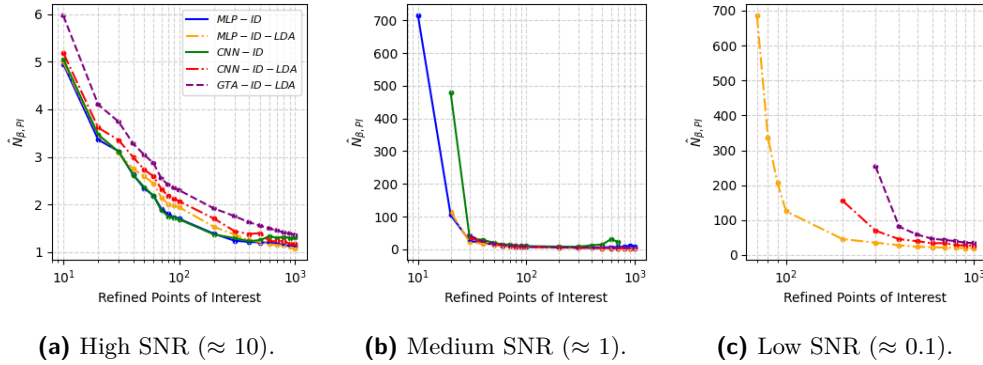 6
5
4
3
2
1
N̂β,PI
10¹
10²
10³
Refined Points of Interest
MLP − ID
MLP − ID − LDA
CNN − ID
CNN − ID − LDA
GTA − ID − LDA
(a) High SNR (≈ 10).
700
600
500
400
300
200
100
0
N̂β,PI
10¹
10²
10³
Refined Points of Interest
(b) Medium SNR (≈ 1).
700
600
500
400
300
200
100
0
N̂β,PI
10²
10³
Refined Points of Interest
(c) Low SNR (≈ 0.1).